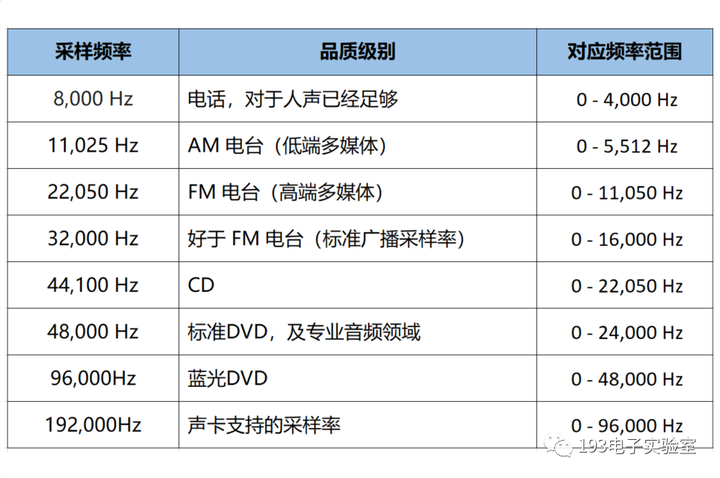 采样频率 品质级别 对应频率范围
8,000 Hz 电话，对于人声已经足够 0 - 4,000 Hz
11,025 Hz AM 电台（低端多媒体） 0 - 5,512 Hz
22,050 Hz FM 电台（高端多媒体） 0 - 11,050 Hz
32,000 Hz 好于 FM 电台（标准广播采样率） 0 - 16,000 Hz
44,100 Hz CD 0 - 22,050 Hz
48,000 Hz 标准DVD，及专业音频领域 0 - 24,000 Hz
96,000Hz 蓝光DVD 0 - 48,000 Hz
192,000Hz 声卡支持的采样率 0 - 96,000 Hz
193电子实验室